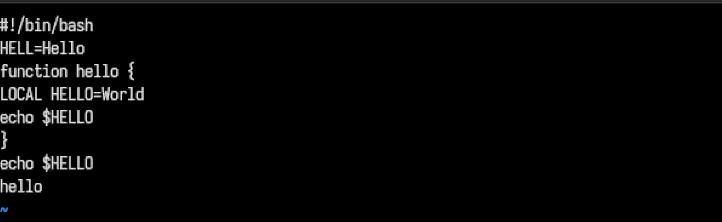 #!/bin/bash
HELL=Hello
function hello {
LOCAL HELLO=World
echo $HELLO
}
echo $HELLO
hello
~